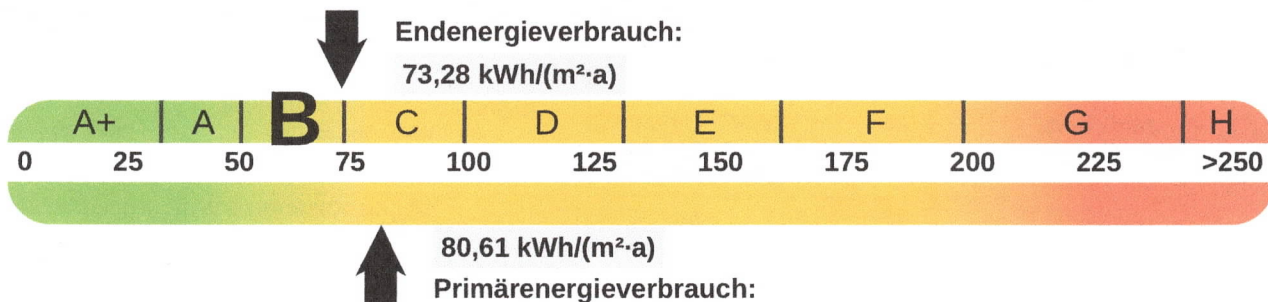 Endenergieverbrauch:
73,28 kWh/(m²·a)
A+ A B C D E F G H
0 25 50 75 100 125 150 175 200 225 >250
80,61 kWh/(m²·a)
Primärenergieverbrauch: